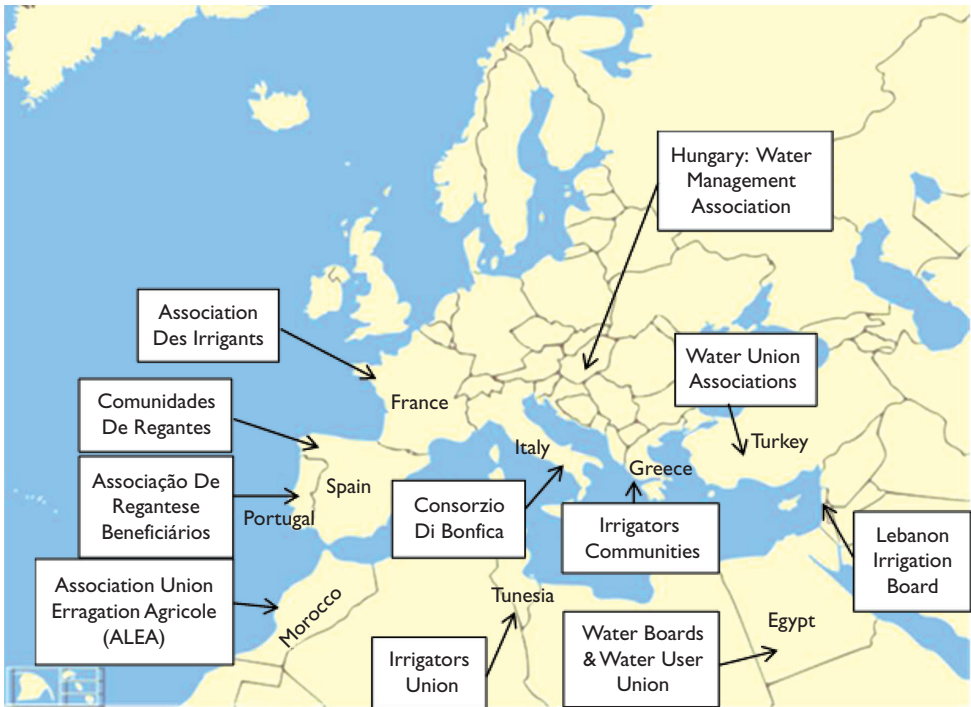 Hungary: Water
Management
Association
Association
Des Irrigants
Water Union
Associations
France
Comunidades
De Regantes
Turkey
Italy
Greece
Spain
Associação De
Regantese
Beneficiários
Portugal
Consorzio
Di Bonfica
Irrigators
Communities
Lebanon
Irrigation
Board
Association Union
Erragation Agricole
(ALEA)
Morocco
Tunesia
Egypt
Irrigators
Union
Water Boards
& Water User
Union